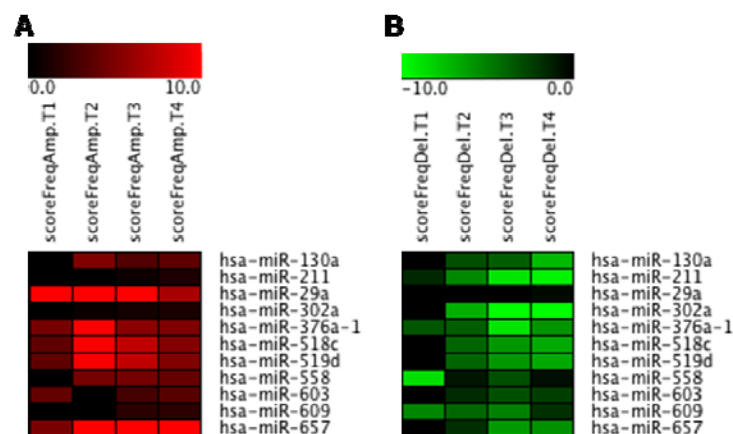 A
B
0.0 10.0
-10.0 0.0
scoreFreqAmp.T1
scoreFreqAmp.T2
scoreFreqAmp.T3
scoreFreqAmp.T4
scoreFreqDel.T1
scoreFreqDel.T2
scoreFreqDel.T3
scoreFreqDel.T4
hsa-miR-130a
hsa-miR-211
hsa-miR-29a
hsa-miR-302a
hsa-miR-376a-1
hsa-miR-518c
hsa-miR-519d
hsa-miR-558
hsa-miR-603
hsa-miR-609
hsa-miR-657
hsa-miR-130a
hsa-miR-211
hsa-miR-29a
hsa-miR-302a
hsa-miR-376a-1
hsa-miR-518c
hsa-miR-519d
hsa-miR-558
hsa-miR-603
hsa-miR-609
hsa-miR-657